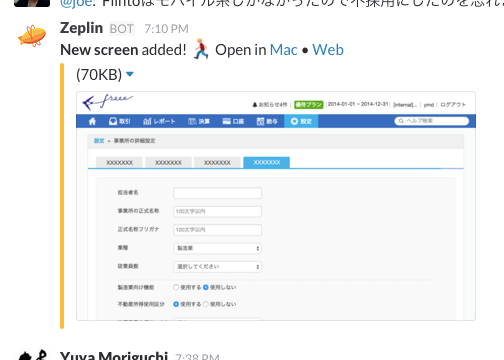 @joe: Flintoはモバイル系しかなかったので不採用にしたのを忘れ
Zeplin BOT 7:10 PM
New screen added! Open in Mac • Web
(70KB)
freee
お知らせ4件 優待プラン 2014-01-01 ~ 2014-12-31 [internal]... ymd ログアウト
取引 レポート 決算 口座 給与 設定 ヘルプ検索
設定 » 事業所の詳細設定
XXXXXXX XXXXXXX XXXXXXX XXXXXXX
担当者名
事業所の正式名称 100文字以内
正式名称フリガナ 100文字以内
業種 製造業
従業員数 選択してください
製造業向け機能 使用する 使用しない
不動産所得使用区分 使用する 使用しない
Yuya Moriguchi 7:38 PM